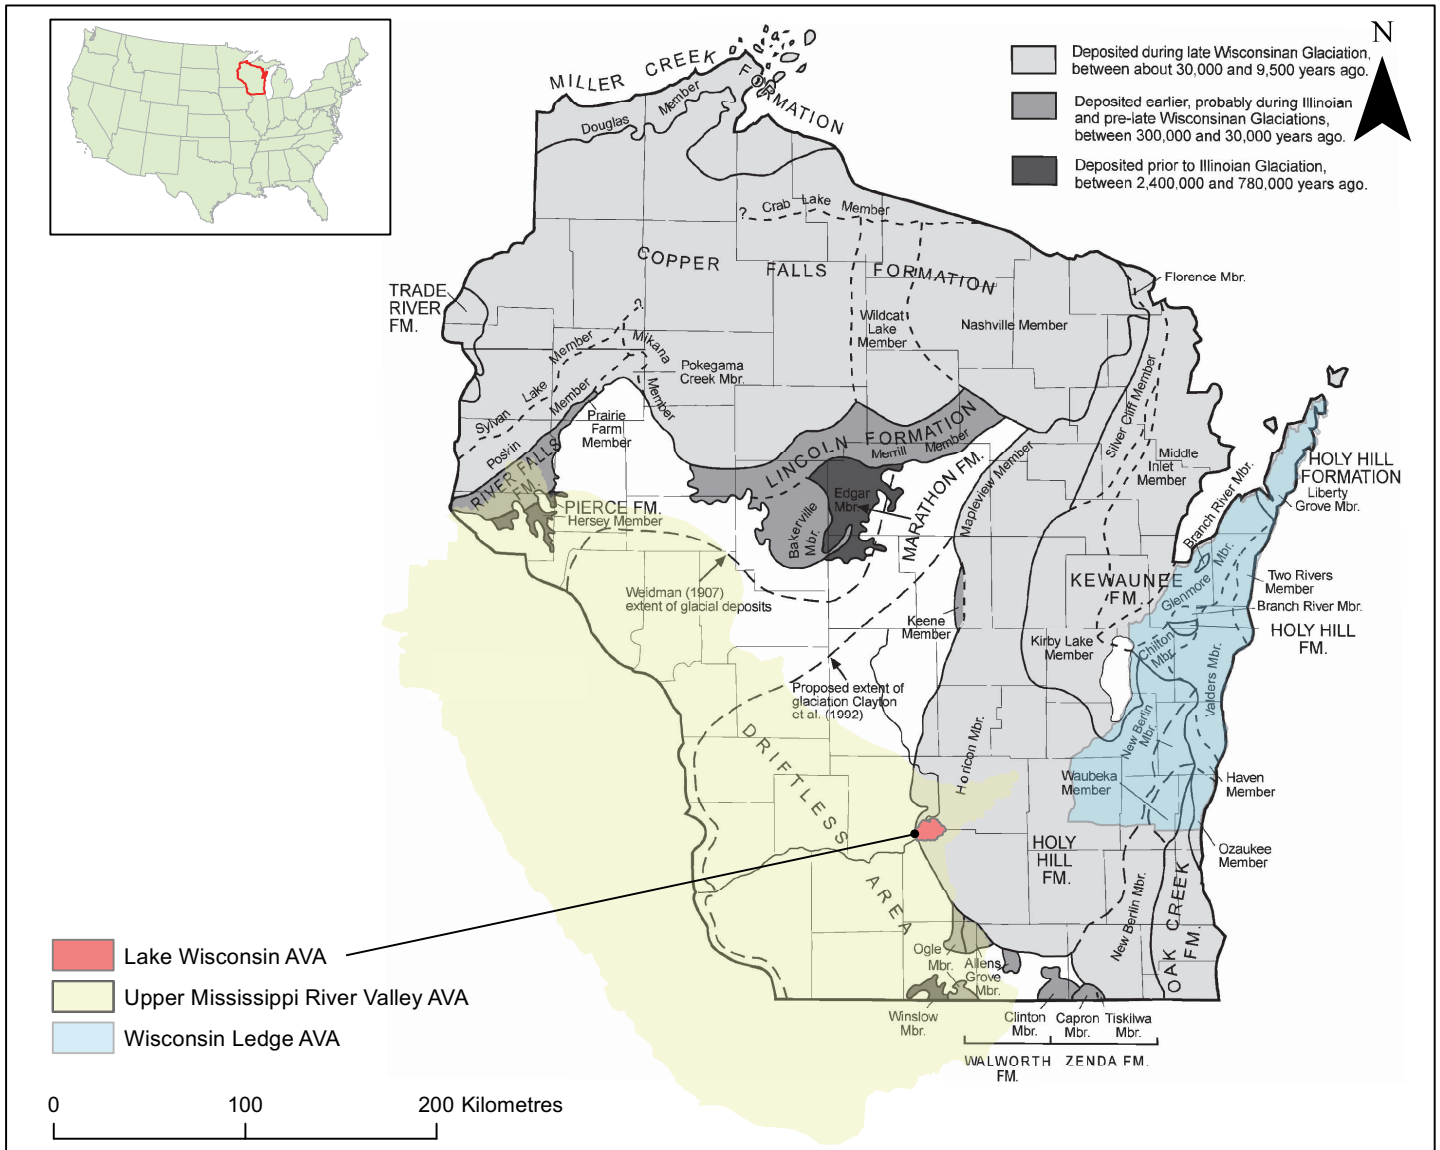 N
Deposited during late Wisconsinan Glaciation,
between about 30,000 and 9,500 years ago.
Deposited earlier, probably during Illinoian
and pre-late Wisconsinan Glaciations,
between 300,000 and 30,000 years ago.
Deposited prior to Illinoian Glaciation,
between 2,400,000 and 780,000 years ago.
MILLER CREEK
FORMATION
Douglas
Member
? Crab Lake Member
COPPER FALLS FORMATION
Florence Mbr.
TRADE
RIVER
FM.
?
Wildcat
Lake
Member
Nashville Member
Mikana
Member
Pokegama
Creek Mbr.
Sylvan Lake Member
Silver Cliff Member
Poskin Member
Prairie
Farm
Member
LINCOLN FORMATION
Merrill Member
Middle
Inlet
Member
HOLY HILL
FORMATION
Liberty
Grove Mbr.
RIVER FALLS
FM.
Edgar
Mbr.
Bakerville
Mbr.
MARATHON FM.
Mapleview Member
Branch River Mbr.
PIERCE FM.
Hersey Member
KEWAUNEE
FM.
Glenmore Mbr.
Two Rivers
Member
Branch River Mbr.
Weidman (1907)
extent of glacial deposits
Keene
Member
Kirby Lake
Member
Chilton
Mbr.
HOLY HILL
FM.
Valders Mbr.
Proposed extent of
glaciation Clayton
et al. (1992)
New Berlin
Mbr.
Horicon Mbr.
DRIFTLESS
AREA
Waubeka
Member
Haven
Member
HOLY
HILL
FM.
Ozaukee
Member
New Berlin Mbr.
OAK CREEK
FM.
Ogle
Mbr.
Allens
Grove
Mbr.
Winslow
Mbr.
Clinton
Mbr.
Capron
Mbr.
Tiskilwa
Mbr.
WALWORTH
FM.
ZENDA FM.
Lake Wisconsin AVA
Upper Mississippi River Valley AVA
Wisconsin Ledge AVA
0 100 200 Kilometres